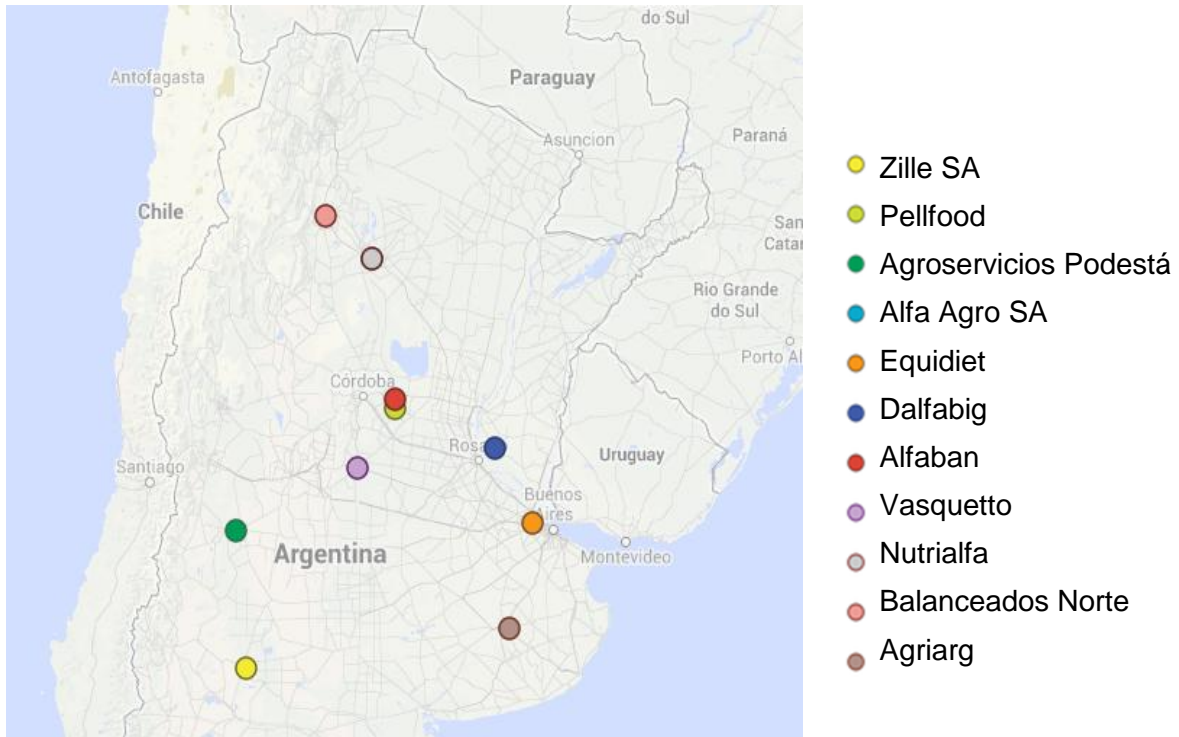 do Sul
Antofagasta
Paraguay
Asuncion
Paraná
Chile
San
Catar
Rio Grande
do Sul
Porto Al
Córdoba
Rosa
Uruguay
Santiago
Buenos
Aires
Argentina
Montevideo
Zille SA
Pellfood
Agroservicios Podestá
Alfa Agro SA
Equidiet
Dalfabig
Alfaban
Vasquetto
Nutrialfa
Balanceados Norte
Agriarg